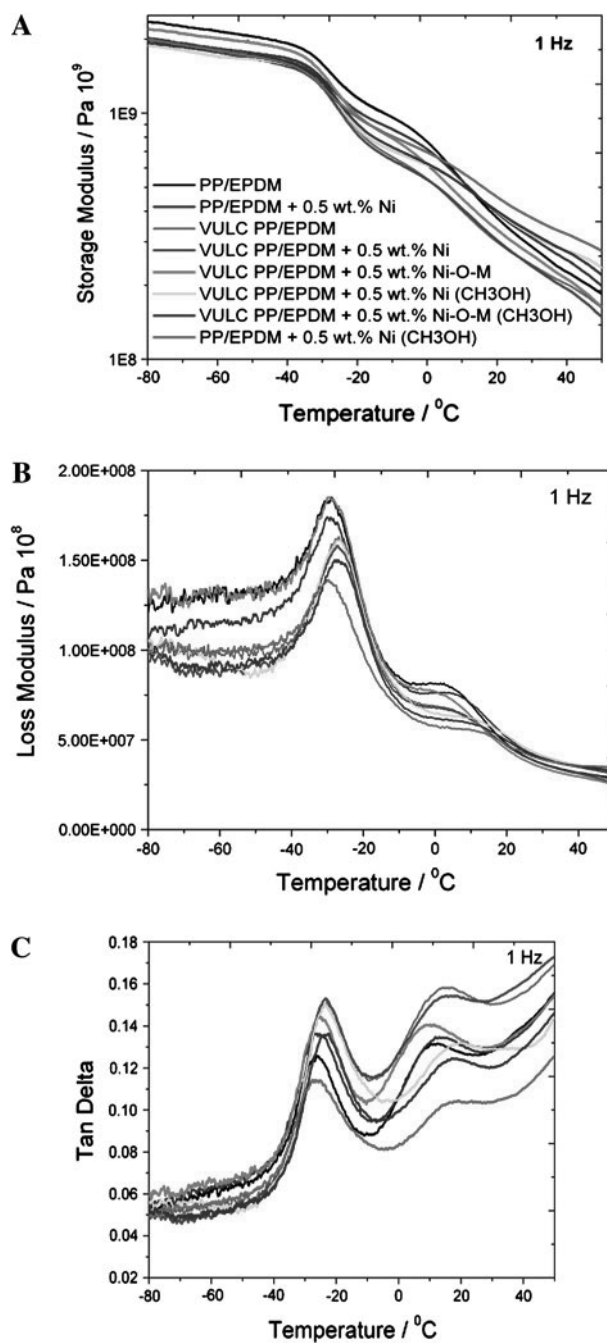 A
1 Hz
Storage Modulus / Pa 10^9
1E9
1E8
PP/EPDM
PP/EPDM + 0.5 wt.% Ni
VULC PP/EPDM
VULC PP/EPDM + 0.5 wt.% Ni
VULC PP/EPDM + 0.5 wt.% Ni-O-M
VULC PP/EPDM + 0.5 wt.% Ni (CH3OH)
VULC PP/EPDM + 0.5 wt.% Ni-O-M (CH3OH)
PP/EPDM + 0.5 wt.% Ni (CH3OH)
-80 -60 -40 -20 0 20 40
Temperature / ⁰C
B
1 Hz
Loss Modulus / Pa 10^8
2.00E+008
1.50E+008
1.00E+008
5.00E+007
0.00E+000
-80 -60 -40 -20 0 20 40
Temperature / ⁰C
C
1 Hz
Tan Delta
0.18
0.16
0.14
0.12
0.10
0.08
0.06
0.04
0.02
-80 -60 -40 -20 0 20 40
Temperature / ⁰C